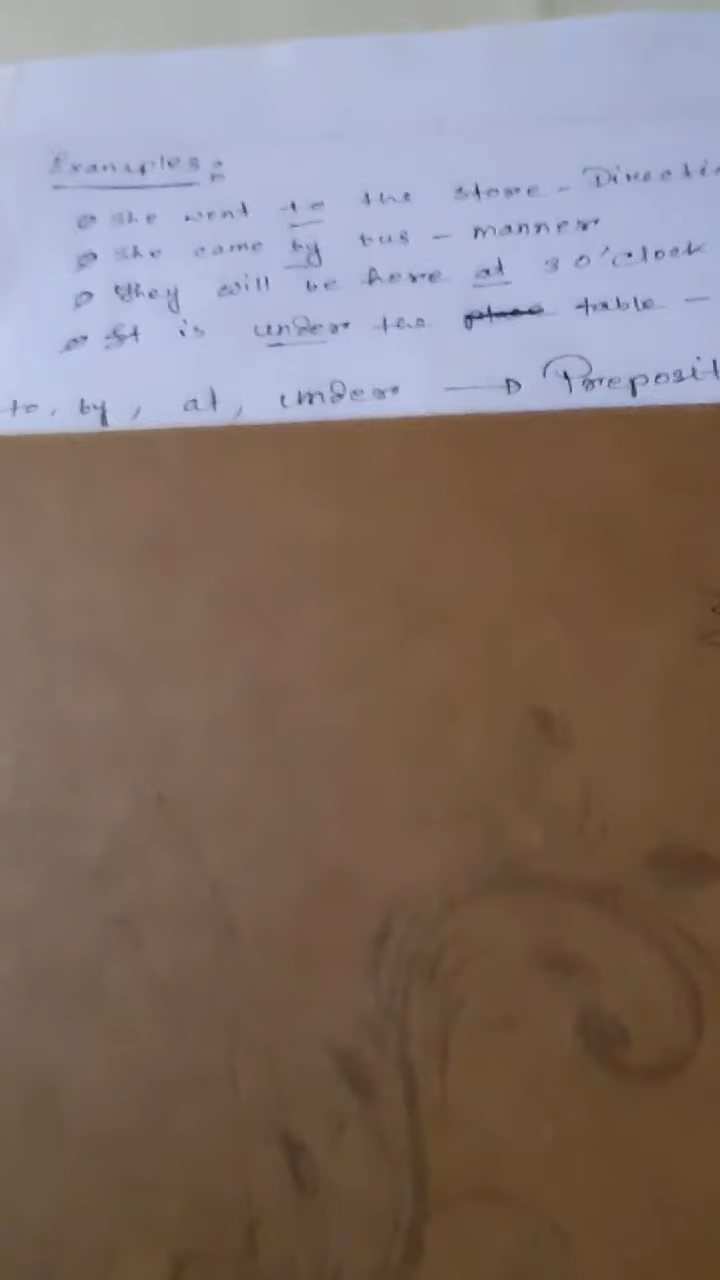 Examples:
She went to the store - Directi
She came by bus - manner
They will be here at 3 o'clock
It is under the table -
to, by, at, under → Preposit